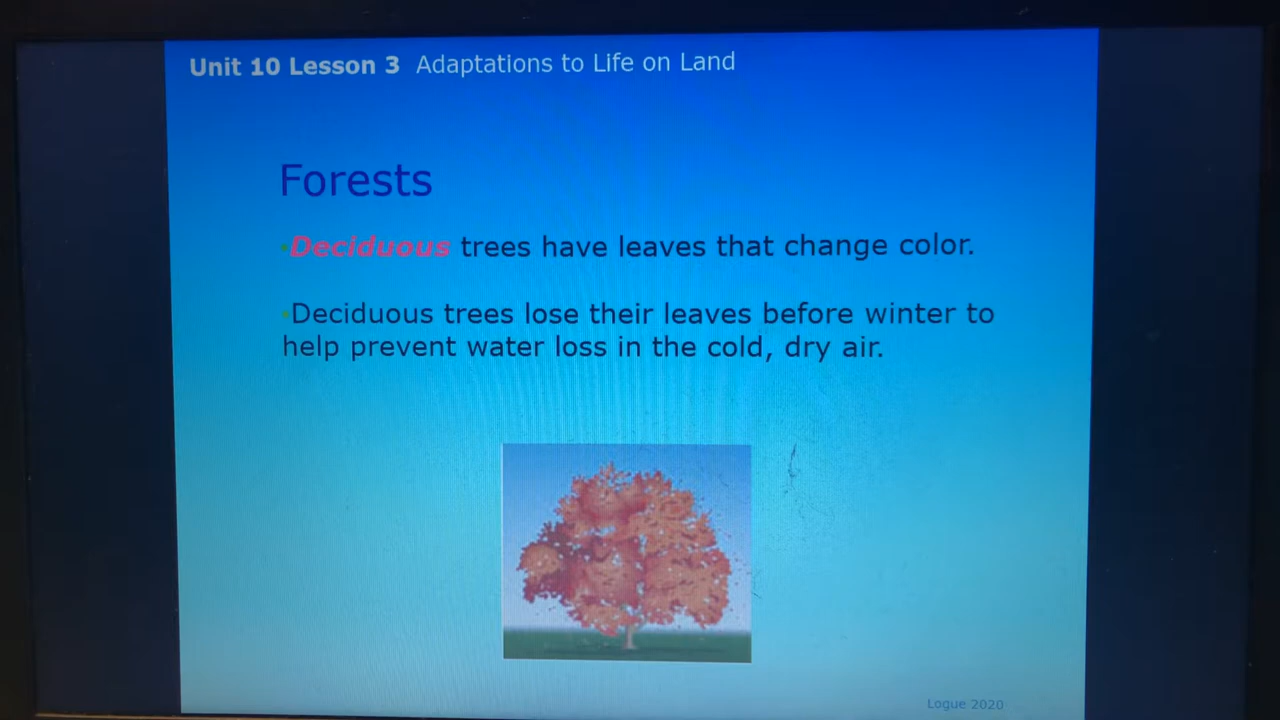 Unit 10 Lesson 3 Adaptations to Life on Land
Forests
•Deciduous trees have leaves that change color.
•Deciduous trees lose their leaves before winter to
help prevent water loss in the cold, dry air.
Logue 2020